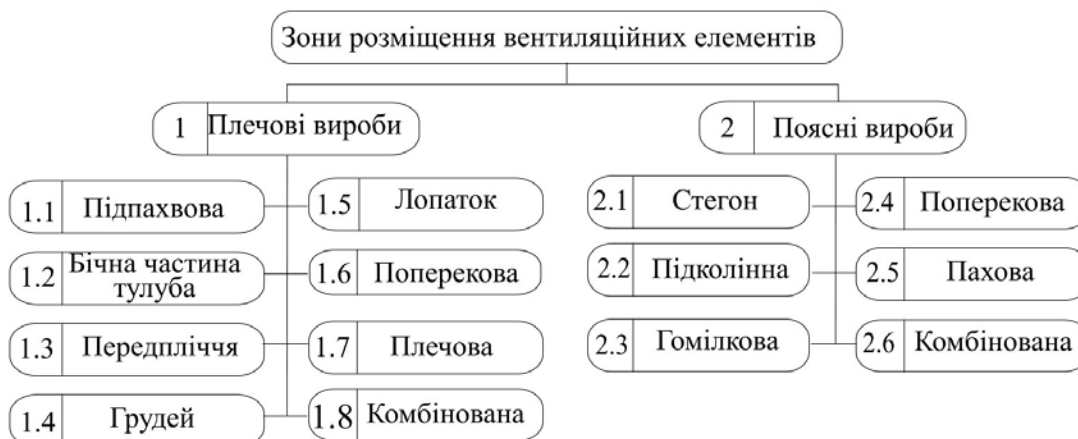 Зони розміщення вентиляційних елементів
1 Плечові вироби
2 Поясні вироби
1.1 Підпахвова
1.2 Бічна частина
тулуба
1.3 Передпліччя
1.4 Грудей
1.5 Лопаток
1.6 Поперекова
1.7 Плечова
1.8 Комбінована
2.1 Стегон
2.2 Підколінна
2.3 Гомілкова
2.4 Поперекова
2.5 Пахова
2.6 Комбінована